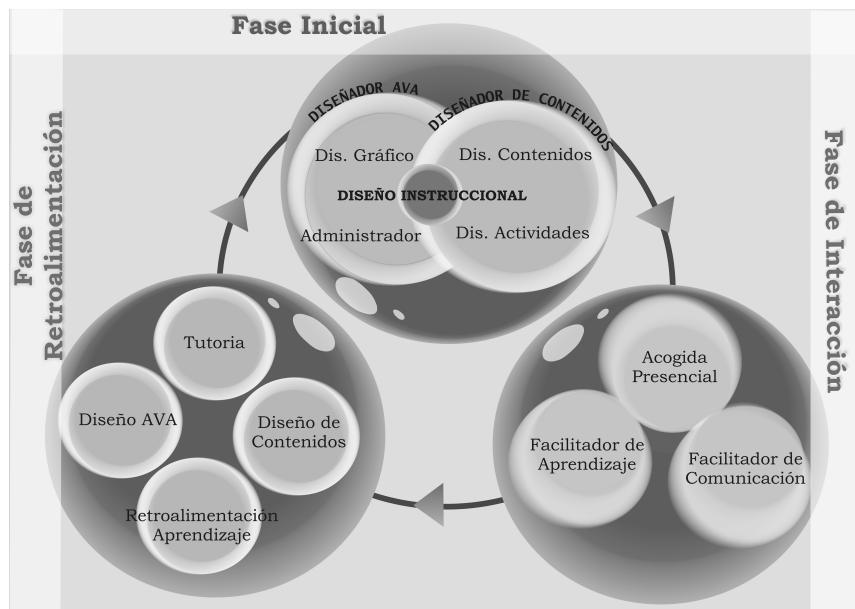 Fase Inicial
DISEÑADOR AVA
DISEÑADOR DE CONTENIDOS
Dis. Gráfico
Dis. Contenidos
DISEÑO INSTRUCCIONAL
Administrador
Dis. Actividades
Fase de Interacción
Acogida
Presencial
Facilitador de
Aprendizaje
Facilitador de
Comunicación
Fase de
Retroalimentación
Tutoria
Diseño AVA
Diseño de
Contenidos
Retroalimentación
Aprendizaje